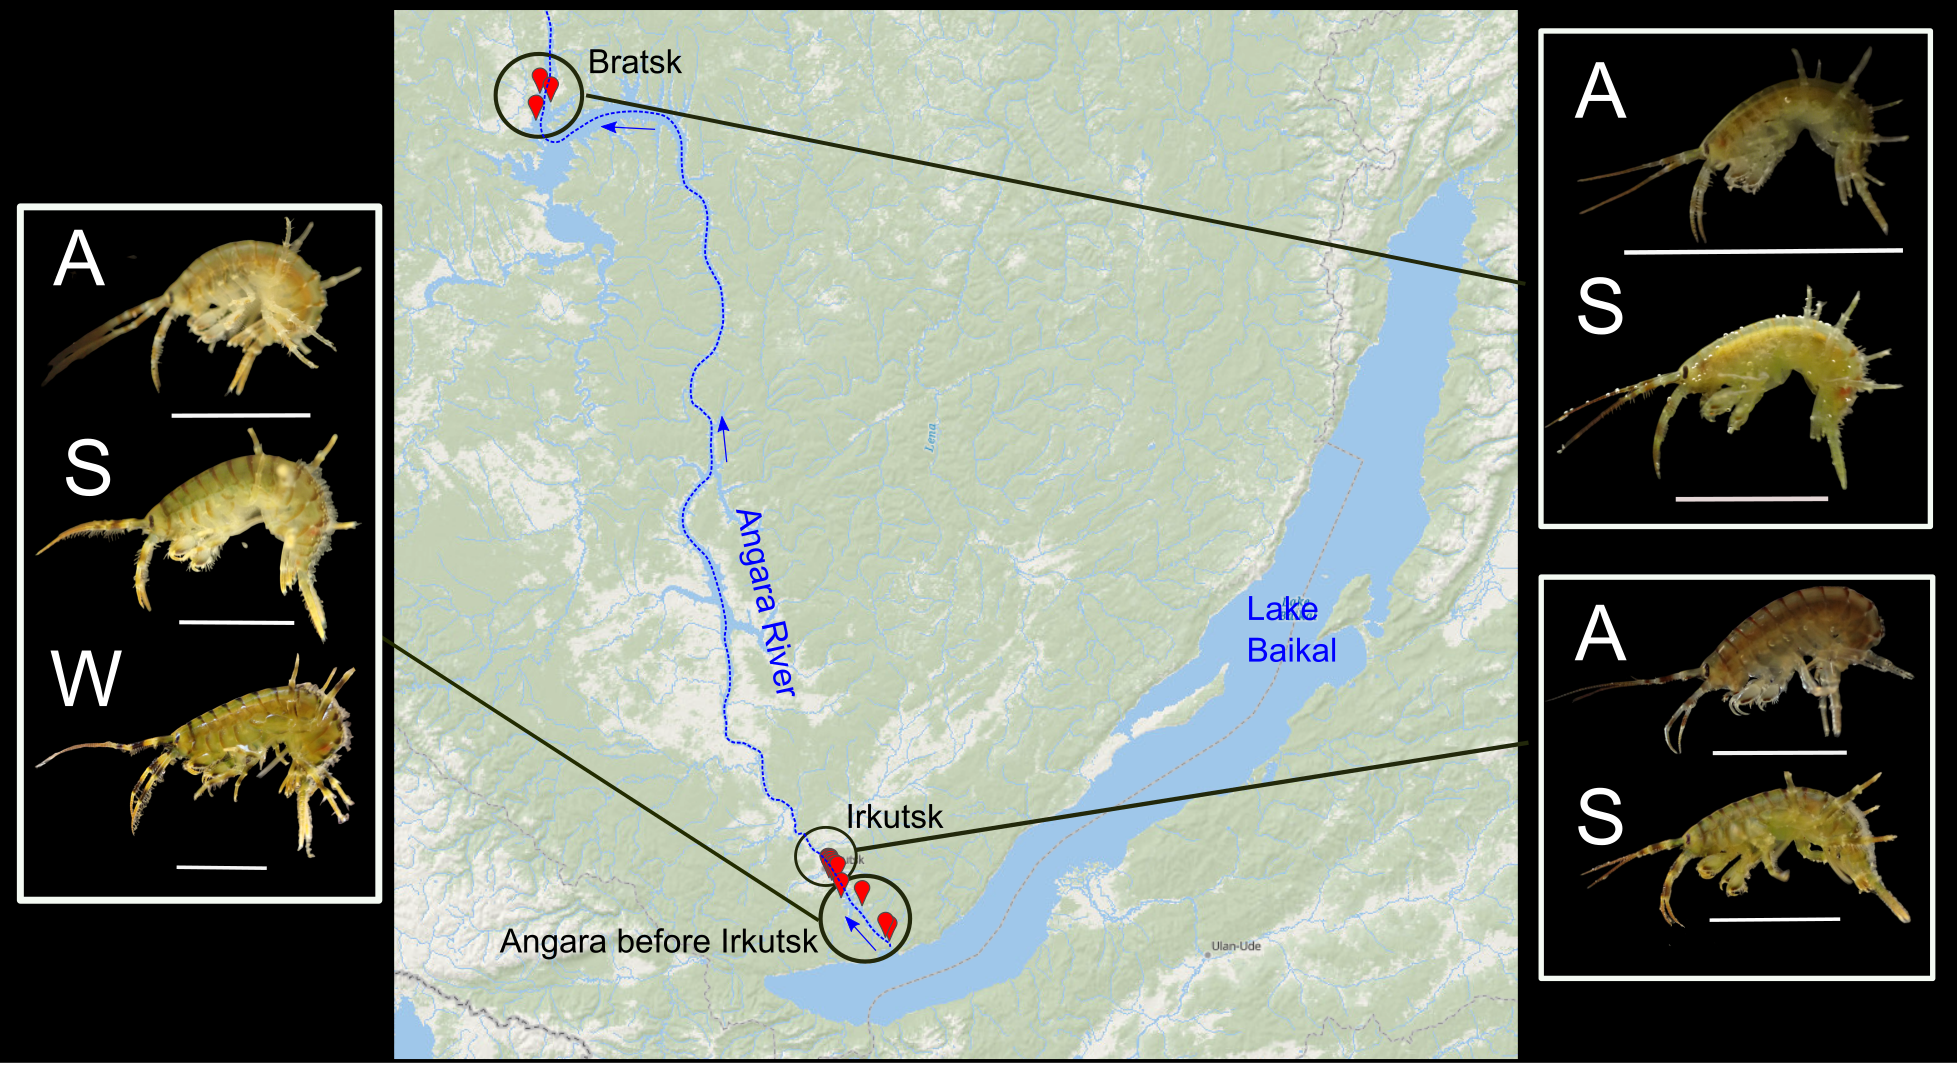 A
S
W
Bratsk
Lena
Angara River
Lake
Baikal
Irkutsk
Angara before Irkutsk
Ulan-Ude
A
S
A
S